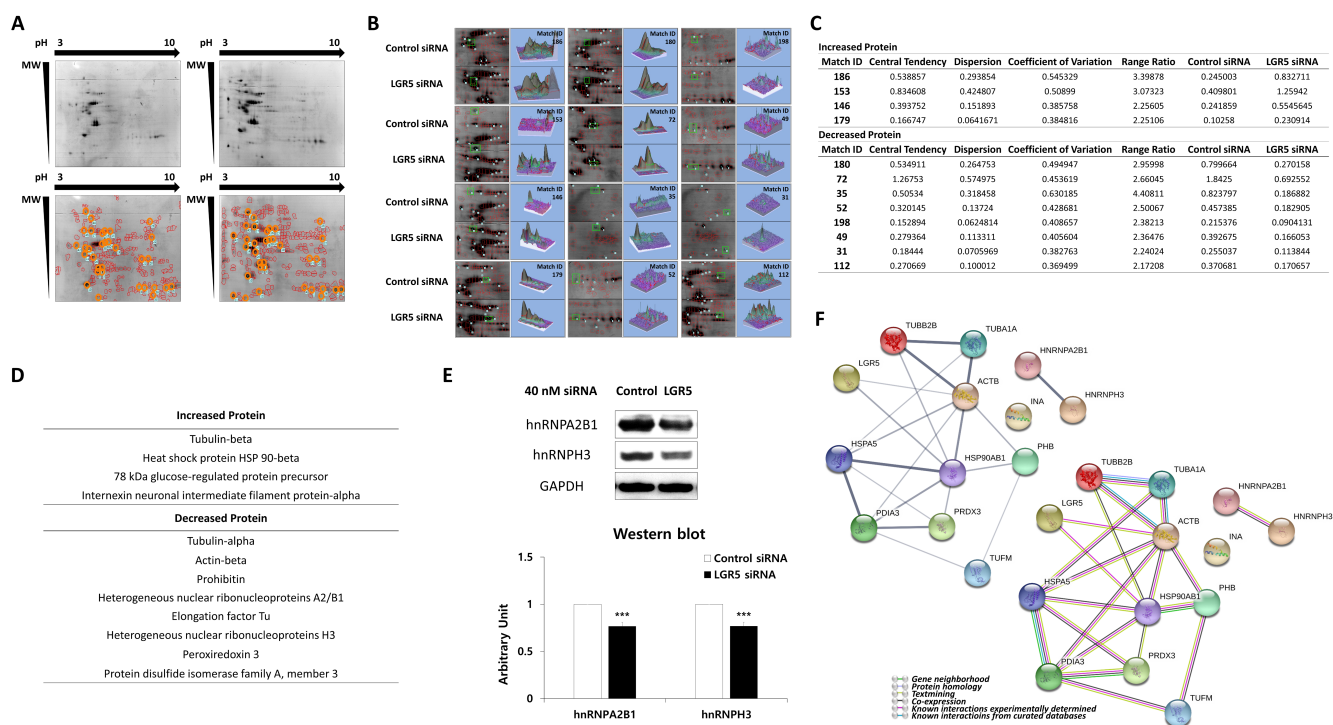 A
pH 3 10
pH 3 10
MW
MW
pH 3 10
pH 3 10
MW
MW
B
Control siRNA
Match ID
186
Match ID
180
Match ID
198
LGR5 siRNA
Control siRNA
Match ID
153
Match ID
72
Match ID
49
LGR5 siRNA
Control siRNA
Match ID
146
Match ID
35
Match ID
31
LGR5 siRNA
Control siRNA
Match ID
179
Match ID
52
Match ID
112
LGR5 siRNA
C
Increased Protein
Match ID Central Tendency Dispersion Coefficient of Variation Range Ratio Control siRNA LGR5 siRNA
186 0.538857 0.293854 0.545329 3.39878 0.245003 0.832711
153 0.834608 0.424807 0.50899 3.07323 0.409801 1.25942
146 0.393752 0.151893 0.385758 2.25605 0.241859 0.5545645
179 0.166747 0.0641671 0.384816 2.25106 0.10258 0.230914
Decreased Protein
Match ID Central Tendency Dispersion Coefficient of Variation Range Ratio Control siRNA LGR5 siRNA
180 0.534911 0.264753 0.494947 2.95998 0.799664 0.270158
72 1.26753 0.574975 0.453619 2.66045 1.8425 0.692552
35 0.50534 0.318458 0.630185 4.40811 0.823797 0.186882
52 0.320145 0.13724 0.428681 2.50067 0.457385 0.182905
198 0.152894 0.0624814 0.408657 2.38213 0.215376 0.0904131
49 0.279364 0.113311 0.405604 2.36476 0.392675 0.166053
31 0.18444 0.0705969 0.382763 2.24024 0.255037 0.113844
112 0.270669 0.100012 0.369499 2.17208 0.370681 0.170657
D
Increased Protein
Tubulin-beta
Heat shock protein HSP 90-beta
78 kDa glucose-regulated protein precursor
Internexin neuronal intermediate filament protein-alpha
Decreased Protein
Tubulin-alpha
Actin-beta
Prohibitin
Heterogeneous nuclear ribonucleoproteins A2/B1
Elongation factor Tu
Heterogeneous nuclear ribonucleoproteins H3
Peroxiredoxin 3
Protein disulfide isomerase family A, member 3
E
40 nM siRNA Control LGR5
hnRNPA2B1
hnRNPH3
GAPDH
Western blot
Control siRNA
LGR5 siRNA
Arbitrary Unit
1.5
1
0.5
0
***
***
hnRNPA2B1 hnRNPH3
F
TUBB2B
TUBA1A
LGR5
HNRNPA2B1
ACTB
HNRNPH3
INA
HSPA5
HSP90AB1
PHB
PDIA3
PRDX3
TUFM
TUBB2B
TUBA1A
LGR5
HNRNPA2B1
ACTB
HNRNPH3
INA
HSPA5
HSP90AB1
PHB
PDIA3
PRDX3
TUFM
Gene neighborhood
Protein homology
Textmining
Co-expression
Known interactions experimentally determined
Known interactioins from curated databases